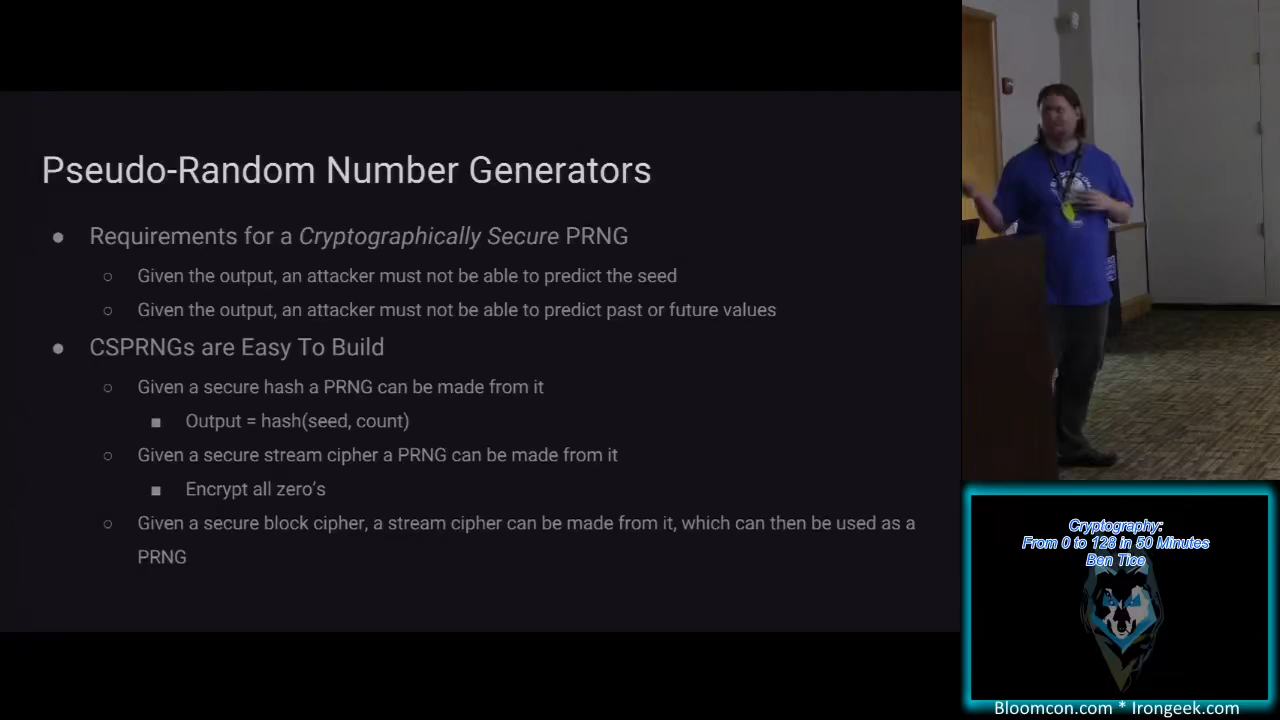 Pseudo-Random Number Generators
● Requirements for a Cryptographically Secure PRNG
○ Given the output, an attacker must not be able to predict the seed
○ Given the output, an attacker must not be able to predict past or future values
● CSPRNGs are Easy To Build
○ Given a secure hash a PRNG can be made from it
■ Output = hash(seed, count)
○ Given a secure stream cipher a PRNG can be made from it
■ Encrypt all zero's
○ Given a secure block cipher, a stream cipher can be made from it, which can then be used as a
PRNG
Cryptography:
From 0 to 128 in 50 Minutes
Ben Tice
Bloomcon.com * Irongeek.com